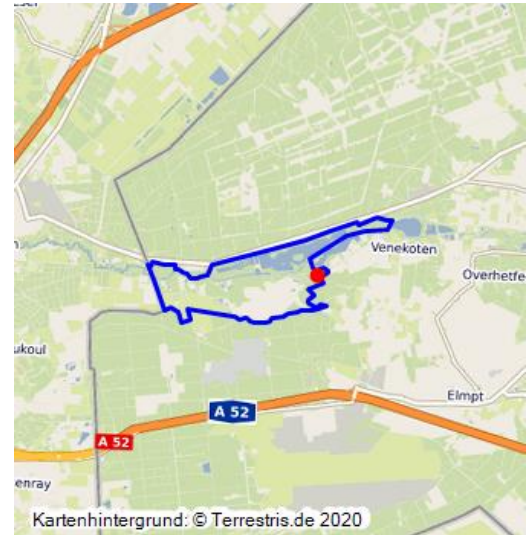 Venekoten
Overhetfe
ukoul
Elmpt
A 52
A 52
enray
Kartenhintergrund: © Terrestris.de 2020